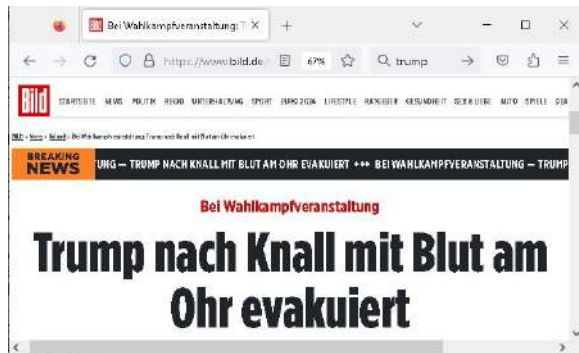 Bei Wahlkampfveranstaltung: T
https://www.bild.de
67%
trump
Bild
STARTSEITE NEWS POLITIK REGIO UNTERHALTUNG SPORT EURO 2024 LIFESTYLE RATGEBER GESUNDHEIT SEX & LIEBE AUTO SPIELE
BREAKING
NEWS
TUNG — TRUMP NACH KNALL MIT BLUT AM OHR EVAKUIERT +++ BEI WAHLKAMPFVERANSTALTUNG — TRUMP
Bei Wahlkampfveranstaltung
Trump nach Knall mit Blut am
Ohr evakuiert